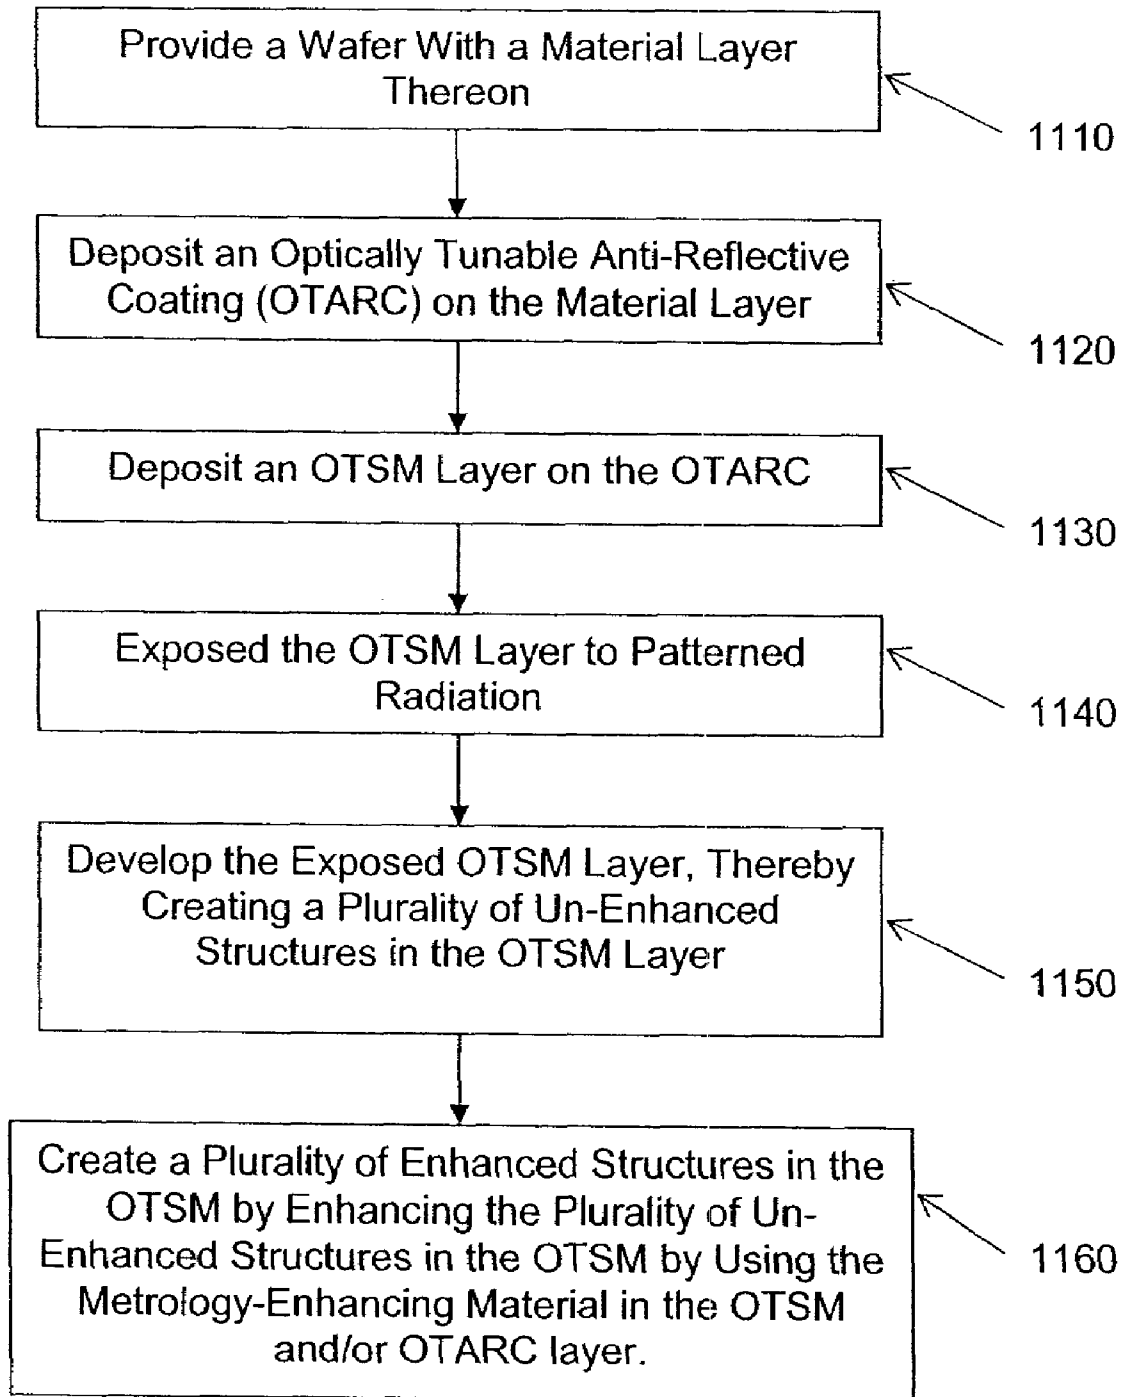 Provide a Wafer With a Material Layer
Thereon
1110
Deposit an Optically Tunable Anti-Reflective
Coating (OTARC) on the Material Layer
1120
Deposit an OTSM Layer on the OTARC
1130
Exposed the OTSM Layer to Patterned
Radiation
1140
Develop the Exposed OTSM Layer, Thereby
Creating a Plurality of Un-Enhanced
Structures in the OTSM Layer
1150
Create a Plurality of Enhanced Structures in the
OTSM by Enhancing the Plurality of Un-
Enhanced Structures in the OTSM by Using the
Metrology-Enhancing Material in the OTSM
and/or OTARC layer.
1160